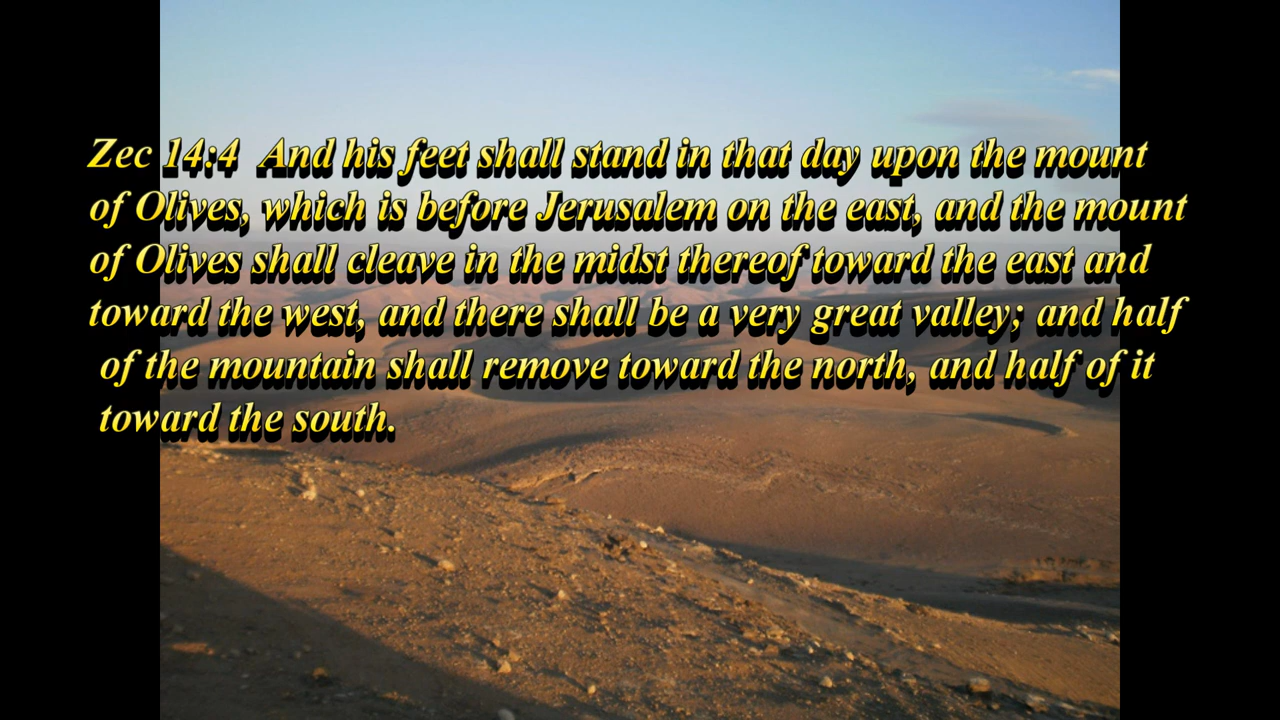 Zec 14:4 And his feet shall stand in that day upon the mount
of Olives, which is before Jerusalem on the east, and the mount
of Olives shall cleave in the midst thereof toward the east and
toward the west, and there shall be a very great valley; and half
of the mountain shall remove toward the north, and half of it
toward the south.